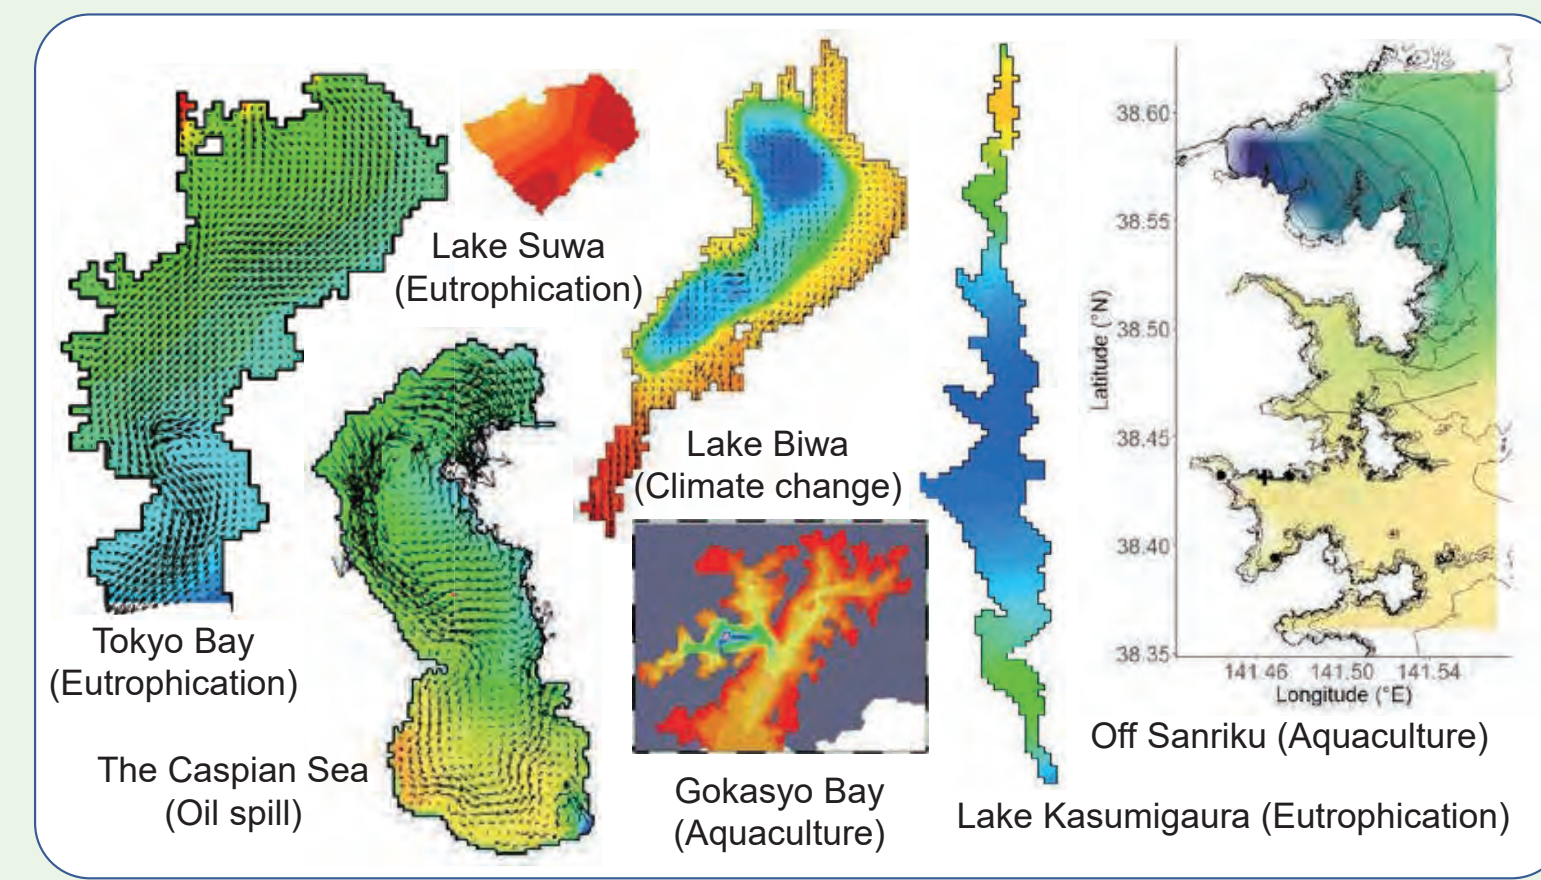 Lake Suwa
(Eutrophication)
Lake Biwa
(Climate change)
Tokyo Bay
(Eutrophication)
The Caspian Sea
(Oil spill)
Gokasyo Bay
(Aquaculture)
Lake Kasumigaura (Eutrophication)
Latitude (°N)
38.60
38.55
38.50
38.45
38.40
38.35
141.46 141.50 141.54
Longitude (°E)
Off Sanriku (Aquaculture)